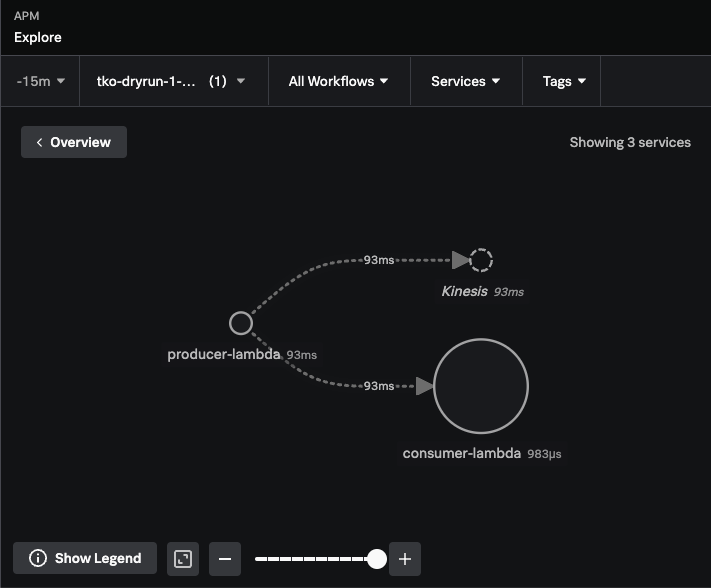 APM
Explore
-15m
tko-dryrun-1-... (1)
All Workflows
Services
Tags
Overview
Showing 3 services
93ms
Kinesis 93ms
producer-lambda 93ms
93ms
consumer-lambda 983µs
Show Legend